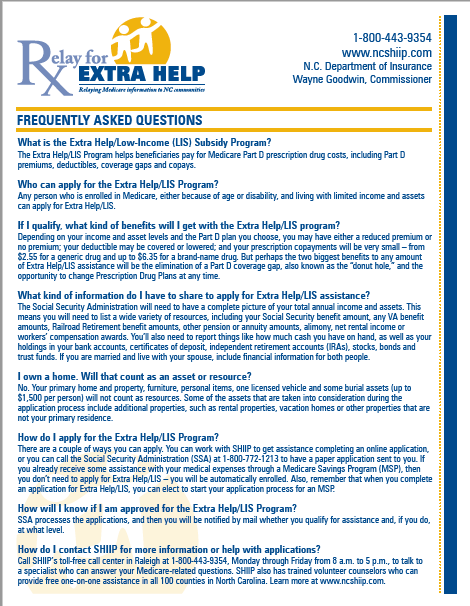 Relay for
Rx EXTRA HELP
Relaying Medicare information to NC communities
1-800-443-9354
www.ncshiip.com
N.C. Department of Insurance
Wayne Goodwin, Commissioner
FREQUENTLY ASKED QUESTIONS
What is the Extra Help/Low-Income (LIS) Subsidy Program?
The Extra Help/LIS Program helps beneficiaries pay for Medicare Part D prescription drug costs, including Part D
premiums, deductibles, coverage gaps and copays.
Who can apply for the Extra Help/LIS Program?
Any person who is enrolled in Medicare, either because of age or disability, and living with limited income and assets
can apply for Extra Help/LIS.
If I qualify, what kind of benefits will I get with the Extra Help/LIS program?
Depending on your income and asset levels and the Part D plan you choose, you may have either a reduced premium or
no premium; your deductible may be covered or lowered; and your prescription copayments will be very small – from
$2.55 for a generic drug and up to $6.35 for a brand-name drug. But perhaps the two biggest benefits to any amount
of Extra Help/LIS assistance will be the elimination of a Part D coverage gap, also known as the "donut hole," and the
opportunity to change Prescription Drug Plans at any time.
What kind of information do I have to share to apply for Extra Help/LIS assistance?
The Social Security Administration will need to have a complete picture of your total annual income and assets. This
means you will need to list a wide variety of resources, including your Social Security benefit amount, any VA benefit
amounts, Railroad Retirement benefit amounts, other pension or annuity amounts, alimony, net rental income or
workers' compensation awards. You'll also need to report things like how much cash you have on hand, as well as your
holdings in your bank accounts, certificates of deposit, independent retirement accounts (IRAs), stocks, bonds and
trust funds. If you are married and live with your spouse, include financial information for both people.
I own a home. Will that count as an asset or resource?
No. Your primary home and property, furniture, personal items, one licensed vehicle and some burial assets (up to
$1,500 per person) will not count as resources. Some of the assets that are taken into consideration during the
application process include additional properties, such as rental properties, vacation homes or other properties that are
not your primary residence.
How do I apply for the Extra Help/LIS Program?
There are a couple of ways you can apply. You can work with SHIIP to get assistance completing an online application,
or you can call the Social Security Administration (SSA) at 1-800-772-1213 to have a paper application sent to you. If
you already receive some assistance with your medical expenses through a Medicare Savings Program (MSP), then
you don't need to apply for Extra Help/LIS – you will be automatically enrolled. Also, remember that when you complete
an application for Extra Help/LIS, you can elect to start your application process for an MSP.
How will I know if I am approved for the Extra Help/LIS Program?
SSA processes the applications, and then you will be notified by mail whether you qualify for assistance and, if you do,
at what level.
How do I contact SHIIP for more information or help with applications?
Call SHIIP's toll-free call center in Raleigh at 1-800-443-9354, Monday through Friday from 8 a.m. to 5 p.m., to talk to
a specialist who can answer your Medicare-related questions. SHIIP also has trained volunteer counselors who can
provide free one-on-one assistance in all 100 counties in North Carolina. Learn more at www.ncshiip.com.